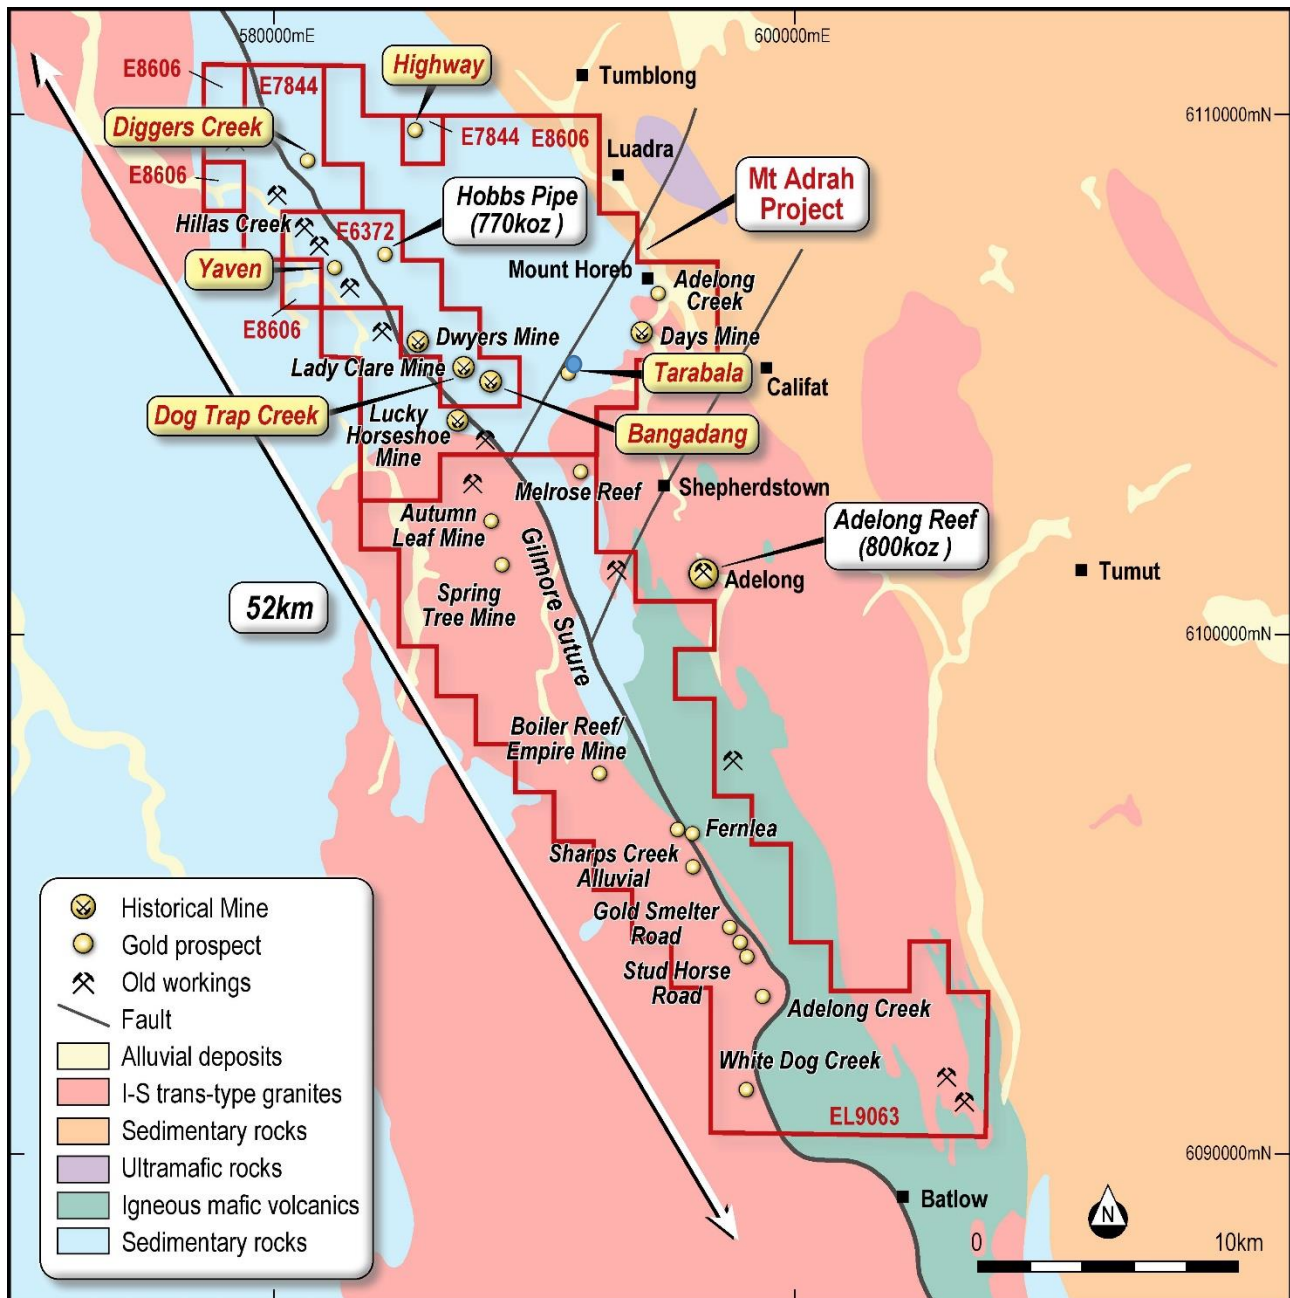 580000mE
600000mE
E8606
E7844
Highway
Tumblong
Diggers Creek
E7844
E8606
6110000mN
Luadra
E8606
Hobbs Pipe
(770koz )
Mt Adrah
Project
Hillas Creek
E6372
Yaven
Mount Horeb
Adelong
Creek
E8606
Dwyers Mine
Days Mine
Lady Clare Mine
Tarabala
Califat
Dog Trap Creek
Lucky
Horseshoe
Mine
Bangadang
Melrose Reef
Shepherdstown
Autumn
Leaf Mine
Adelong Reef
(800koz )
Gilmore Suture
Adelong
Tumut
52km
Spring
Tree Mine
6100000mN
Boiler Reef/
Empire Mine
Fernlea
Sharps Creek
Alluvial
Gold Smelter
Road
Stud Horse
Road
Adelong Creek
White Dog Creek
EL9063
6090000mN
Batlow
Historical Mine
Gold prospect
Old workings
Fault
Alluvial deposits
I-S trans-type granites
Sedimentary rocks
Ultramafic rocks
Igneous mafic volcanics
Sedimentary rocks
N
0
10km